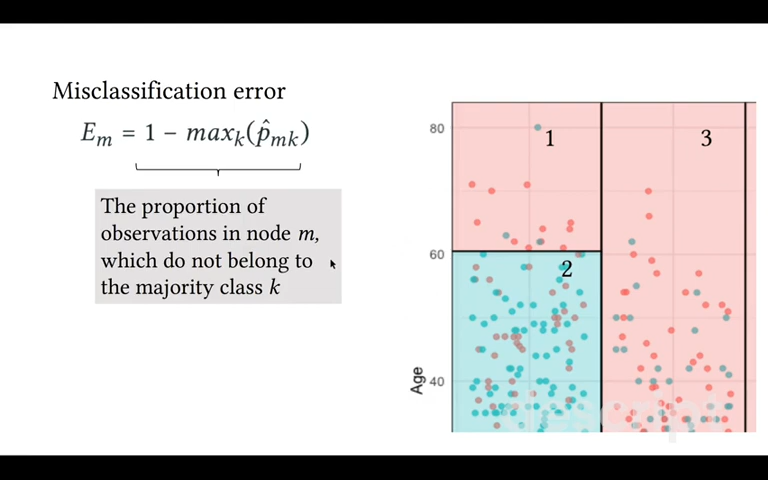 Misclassification error
E_m = 1 − max_k(p̂_mk)
The proportion of
observations in node m,
which do not belong to
the majority class k
80
60
40
Age
1
2
3
descript